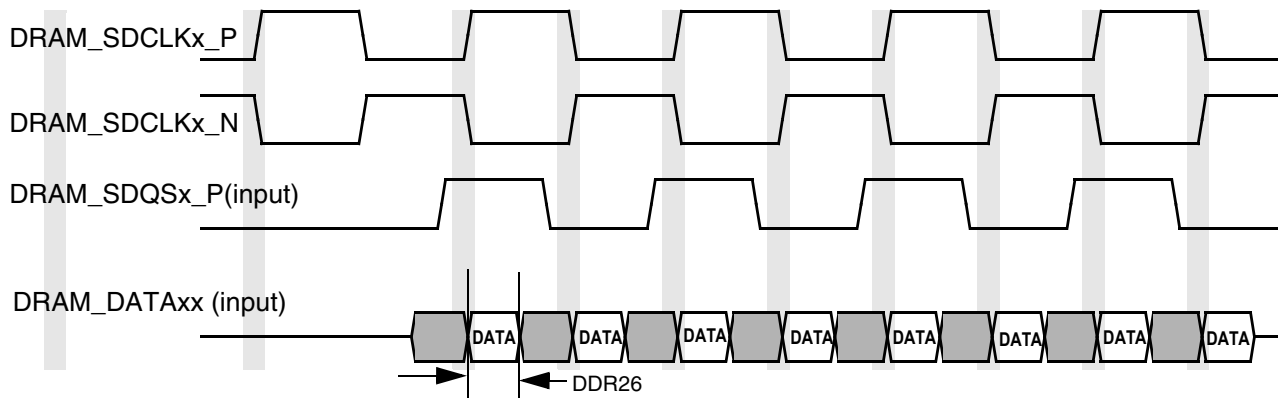 DRAM_SDCLKx_P
DRAM_SDCLKx_N
DRAM_SDQSx_P(input)
DRAM_DATAxx (input)
DATA DATA DATA DATA DATA DATA DATA DATA
DDR26